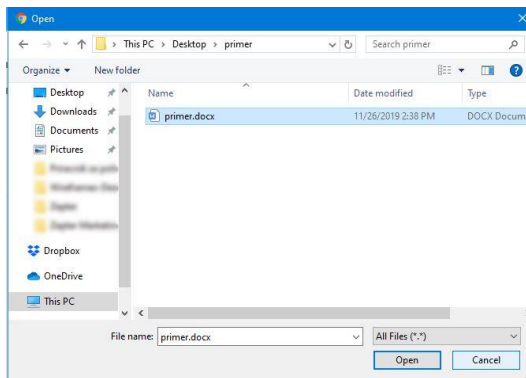 Open
This PC > Desktop > primer
Search primer
Organize
New folder
Desktop
Downloads
Documents
Pictures
Dropbox
OneDrive
This PC
Name
Date modified
Type
primer.docx
11/26/2019 2:38 PM
DOCX Docum
File name:
primer.docx
All Files (*.*)
Open
Cancel